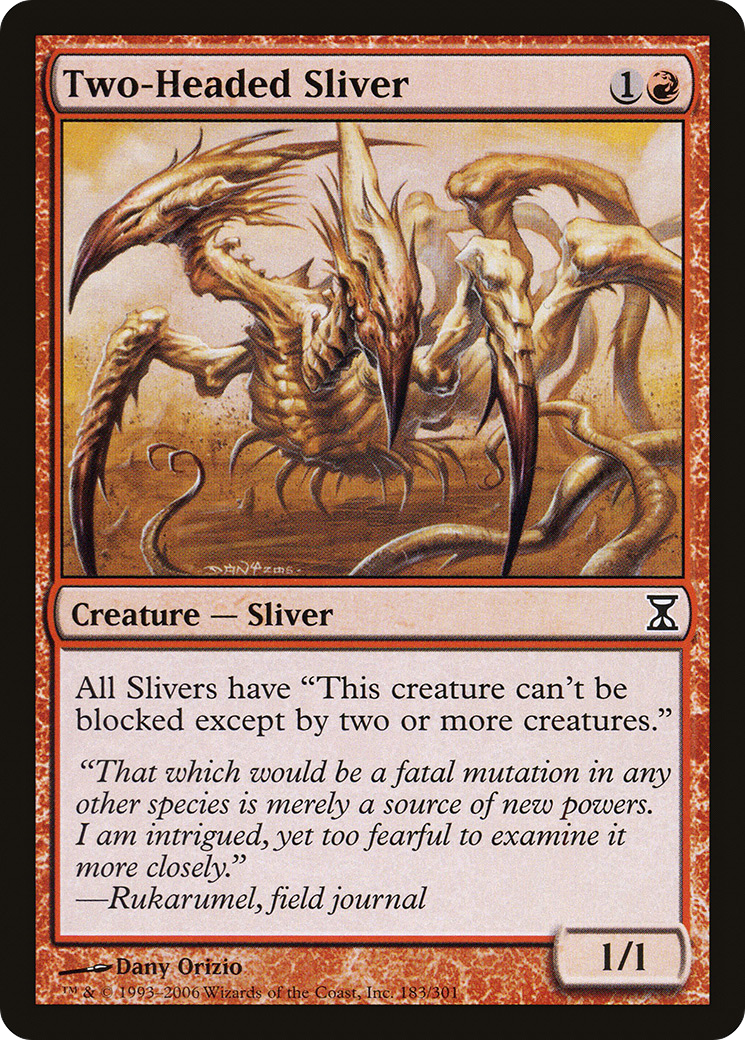 Two-Headed Sliver 1
Creature — Sliver
All Slivers have “This creature can’t be
blocked except by two or more creatures.”
“That which would be a fatal mutation in any
other species is merely a source of new powers.
I am intrigued, yet too fearful to examine it
more closely.”
—Rukarumel, field journal
1/1
Dany Orizio
™ & © 1993–2006 Wizards of the Coast, Inc. 183/301